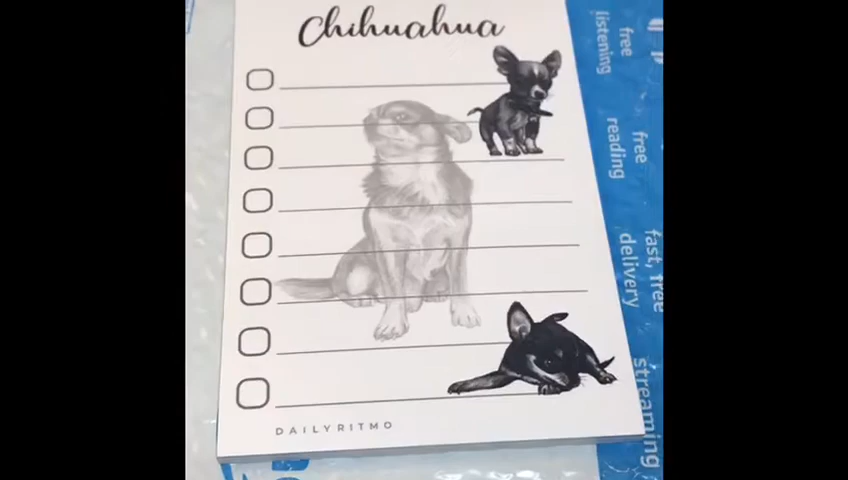 Chihuahua
DAILYRITMO
free
listening
free
reading
fast, free
delivery
streaming